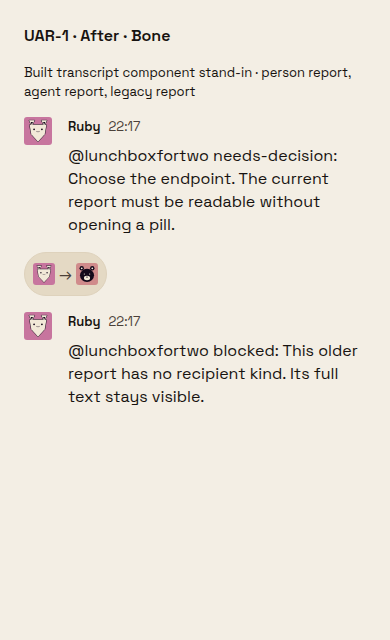 UAR-1 · After · Bone
Built transcript component stand-in · person report,
agent report, legacy report
Ruby 22:17
@lunchboxfortwo needs-decision:
Choose the endpoint. The current
report must be readable without
opening a pill.
→
Ruby 22:17
@lunchboxfortwo blocked: This older
report has no recipient kind. Its full
text stays visible.